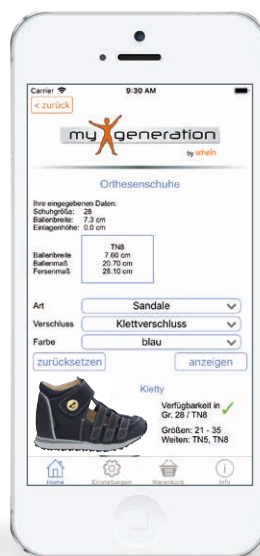 Carrier 9:30 AM
< zurück
my generation
by schein
Orthesenschuhe
Ihre eingegebenen Daten:
Schuhgröße: 28
Ballenbreite: 7.3 cm
Einlagenhöhe: 0.0 cm
TN8
Ballenbreite 7.60 cm
Ballenmaß 20.70 cm
Fersenmaß 28.10 cm
Art Sandale
Verschluss Klettverschluss
Farbe blau
zurücksetzen anzeigen
Kletty
Verfügbarkeit in
Gr. 28 / TN8
Größen: 21 - 35
Weiten: TN5, TN8
Home Einstellungen Warenkorb Info